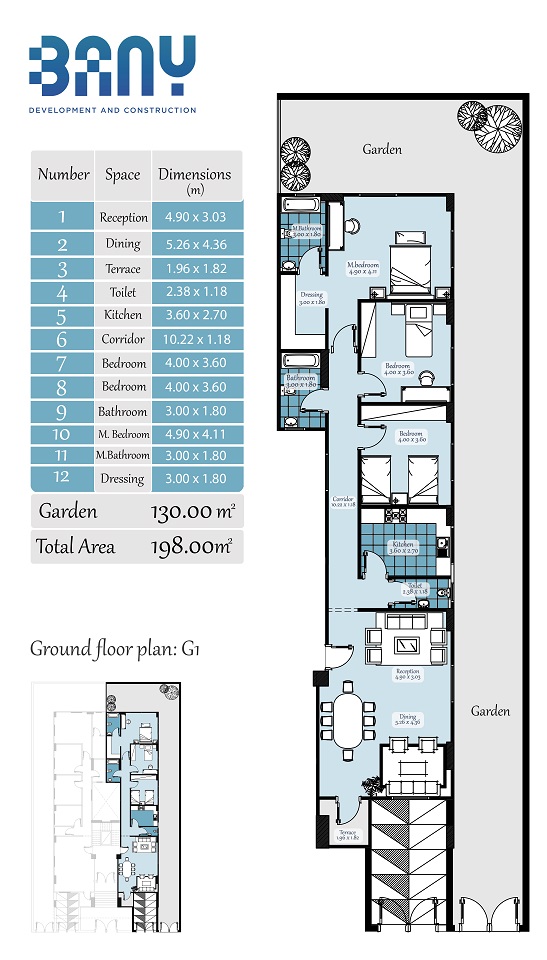 BANY
DEVELOPMENT AND CONSTRUCTION
Number Space Dimensions (m)
1 Reception 4.90 x 3.03
2 Dining 5.26 x 4.36
3 Terrace 1.96 x 1.82
4 Toilet 2.38 x 1.18
5 Kitchen 3.60 x 2.70
6 Corridor 10.22 x 1.18
7 Bedroom 4.00 x 3.60
8 Bedroom 4.00 x 3.60
9 Bathroom 3.00 x 1.80
10 M. Bedroom 4.90 x 4.11
11 M.Bathroom 3.00 x 1.80
12 Dressing 3.00 x 1.80
Garden 130.00 m²
Total Area 198.00m²
Ground floor plan: G1
Garden
M.Bathroom
3.00 x 1.80
M.bedroom
4.90 x 4.11
Dressing
3.00 x 1.80
Bedroom
4.00 x 3.60
Bathroom
3.00 x 1.80
Bedroom
4.00 x 3.60
Corridor
10.22 x 1.18
Kitchen
3.60 x 2.70
Toilet
2.38 x 1.18
Reception
4.90 x 3.03
Dining
5.26 x 4.36
Garden
Terrace
1.96 x 1.82